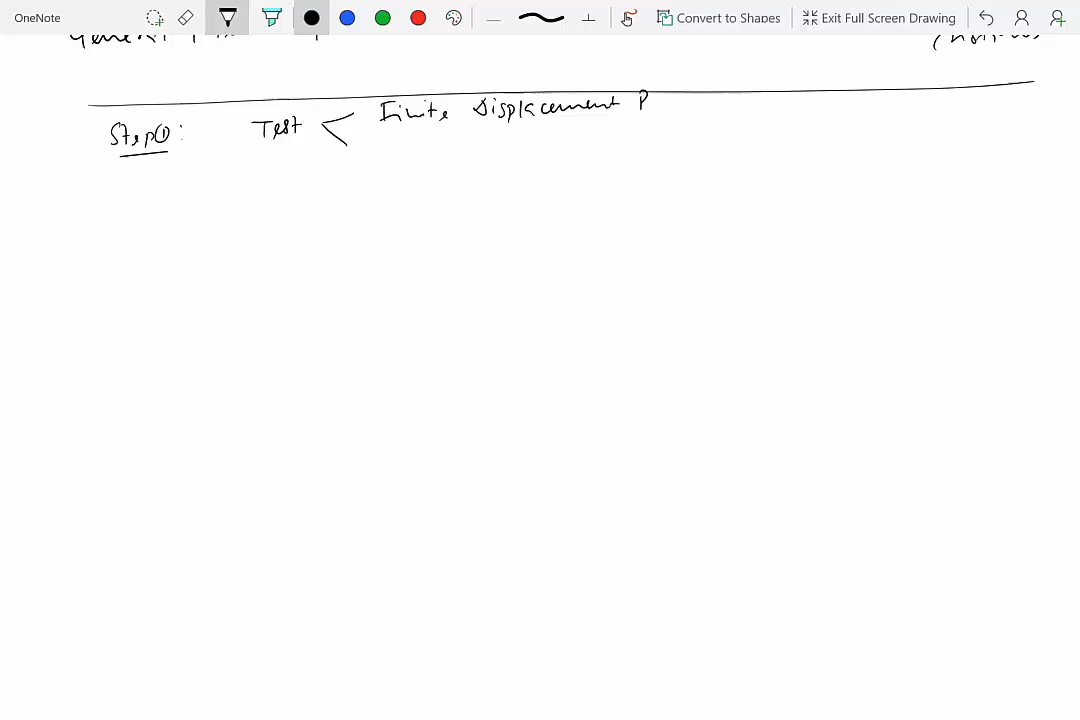 OneNote
Convert to Shapes
Exit Full Screen Drawing
Step①: Test < Finite Displacement P